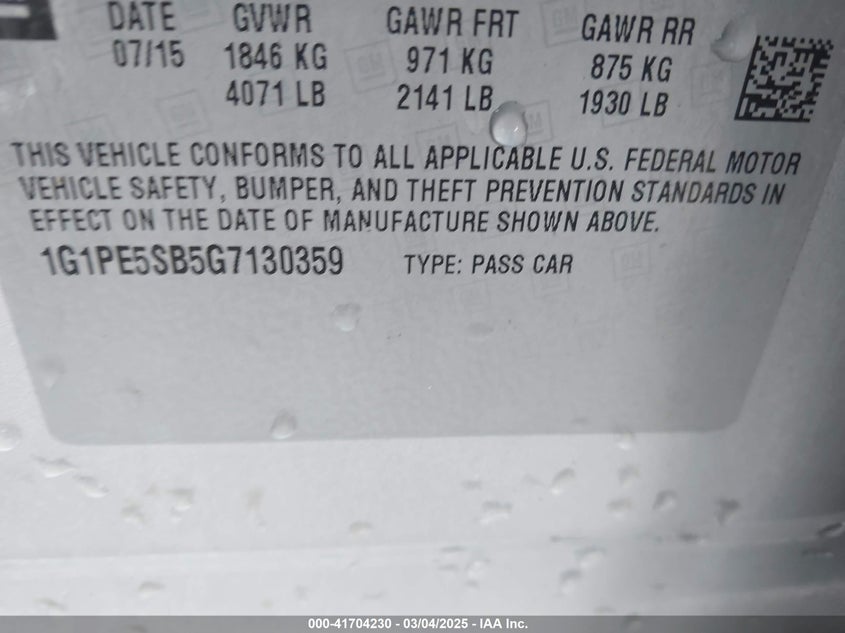 DATE GVWR GAWR FRT GAWR RR
07/15 1846 KG 971 KG 875 KG
4071 LB 2141 LB 1930 LB
THIS VEHICLE CONFORMS TO ALL APPLICABLE U.S. FEDERAL MOTOR
VEHICLE SAFETY, BUMPER, AND THEFT PREVENTION STANDARDS IN
EFFECT ON THE DATE OF MANUFACTURE SHOWN ABOVE.
1G1PE5SB5G7130359 TYPE: PASS CAR
000-41704230 - 03/04/2025 - IAA Inc.